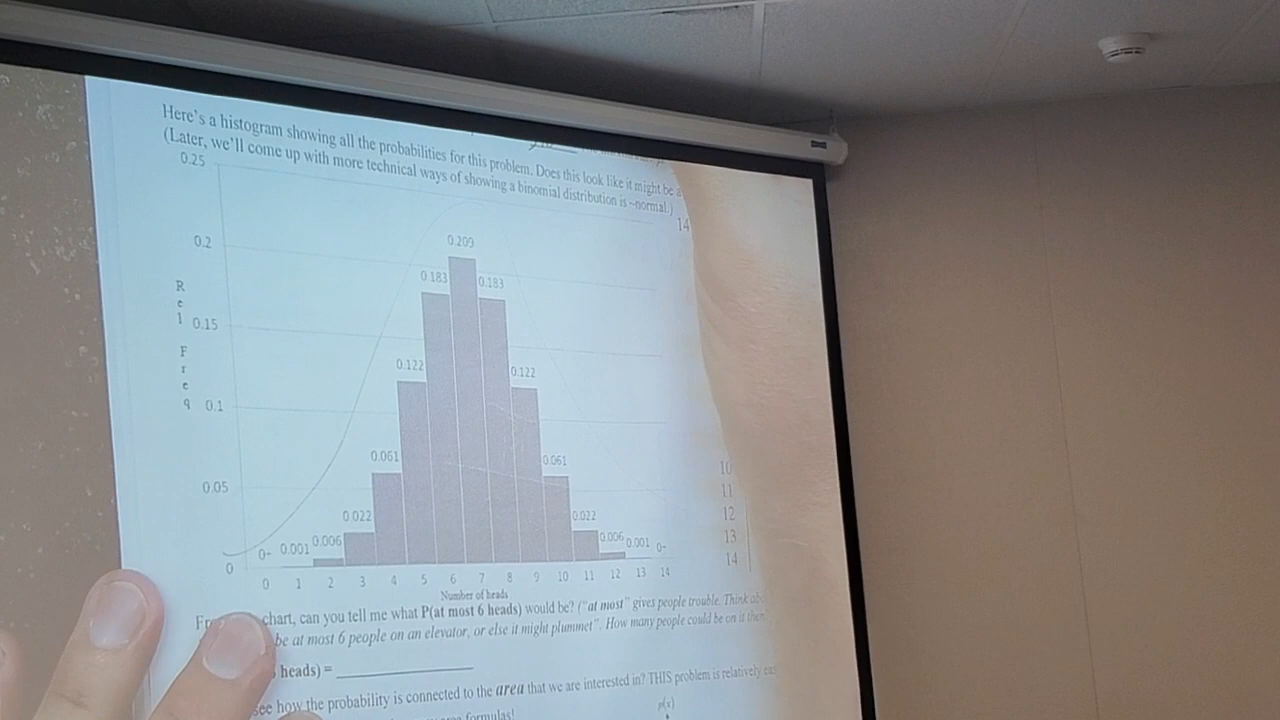 Here's a histogram showing all the probabilities for this problem. Does this look like it might be a
(Later, we'll come up with more technical ways of showing a binomial distribution is ~normal.)
14
0.25
0.2
0.15
0.1
0.05
0
Rel Freq
0+
0.001
0.006
0.022
0.061
0.122
0.183
0.209
0.183
0.122
0.061
0.022
0.006
0.001
0-
0 1 2 3 4 5 6 7 8 9 10 11 12 13 14
Number of heads
10
11
12
13
14
chart, can you tell me what P(at most 6 heads) would be? ("at most" gives people trouble. Think
be at most 6 people on an elevator, or else it might plummet". How many people could be on it then
heads) =
see how the probability is connected to the area that we are interested in? THIS problem is relatively
formulas!
p(x)